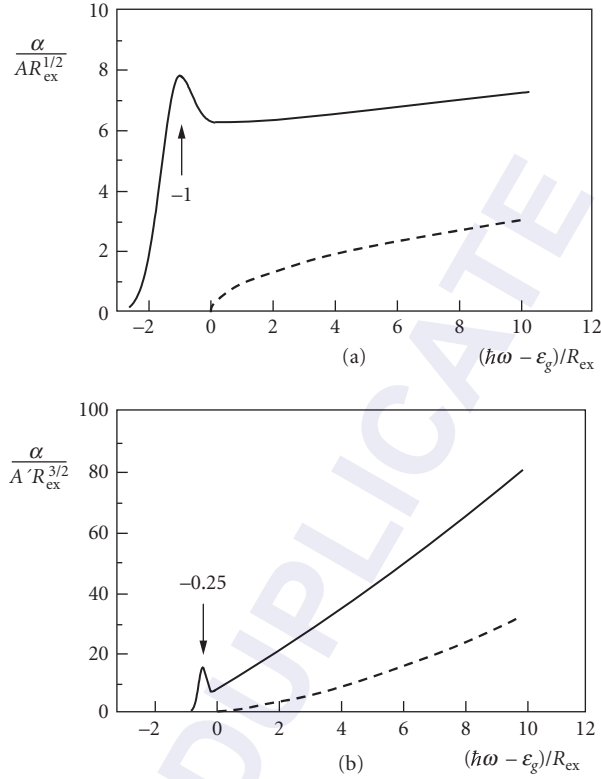 10
α
AR_ex^1/2
8
6
−1
4
2
0
−2 0 2 4 6 8 10 12
(a) (ħω – ε_g)/R_ex
100
α
A´R_ex^3/2
80
60
−0.25
40
20
0
−2 0 2 4 6 8 10 12
(b) (ħω – ε_g)/R_ex
DUPLICATE